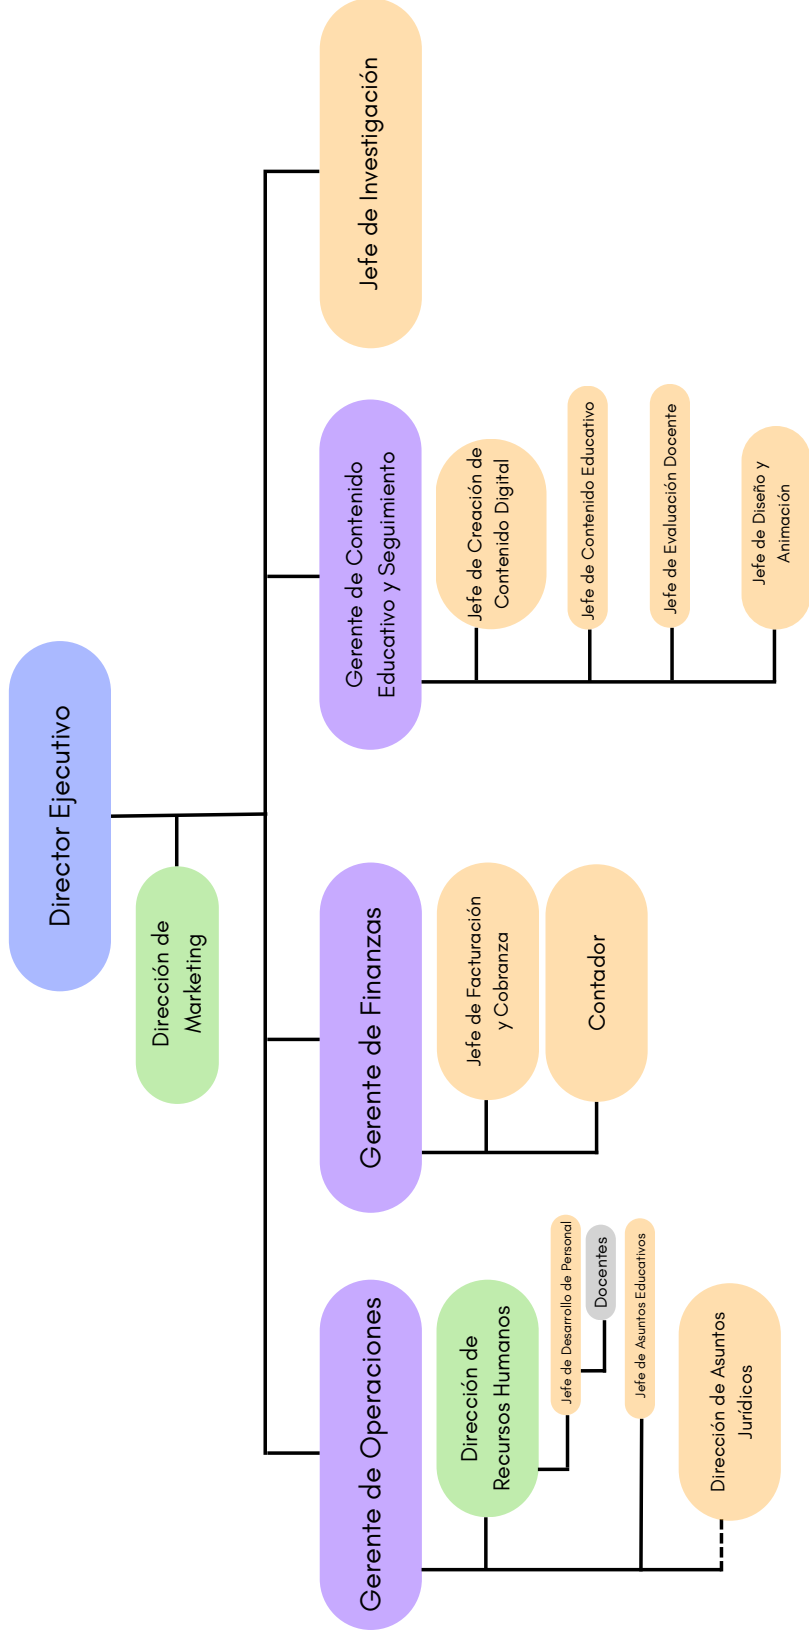 Director Ejecutivo
Dirección de
Marketing
Gerente de Operaciones
Gerente de Finanzas
Gerente de Contenido
Educativo y Seguimiento
Jefe de Investigación
Dirección de
Recursos Humanos
Jefe de Desarrollo de Personal
Docentes
Jefe de Asuntos Educativos
Dirección de Asuntos
Jurídicos
Jefe de Facturación
y Cobranza
Contador
Jefe de Creación de
Contenido Digital
Jefe de Contenido Educativo
Jefe de Evaluación Docente
Jefe de Diseño y
Animación